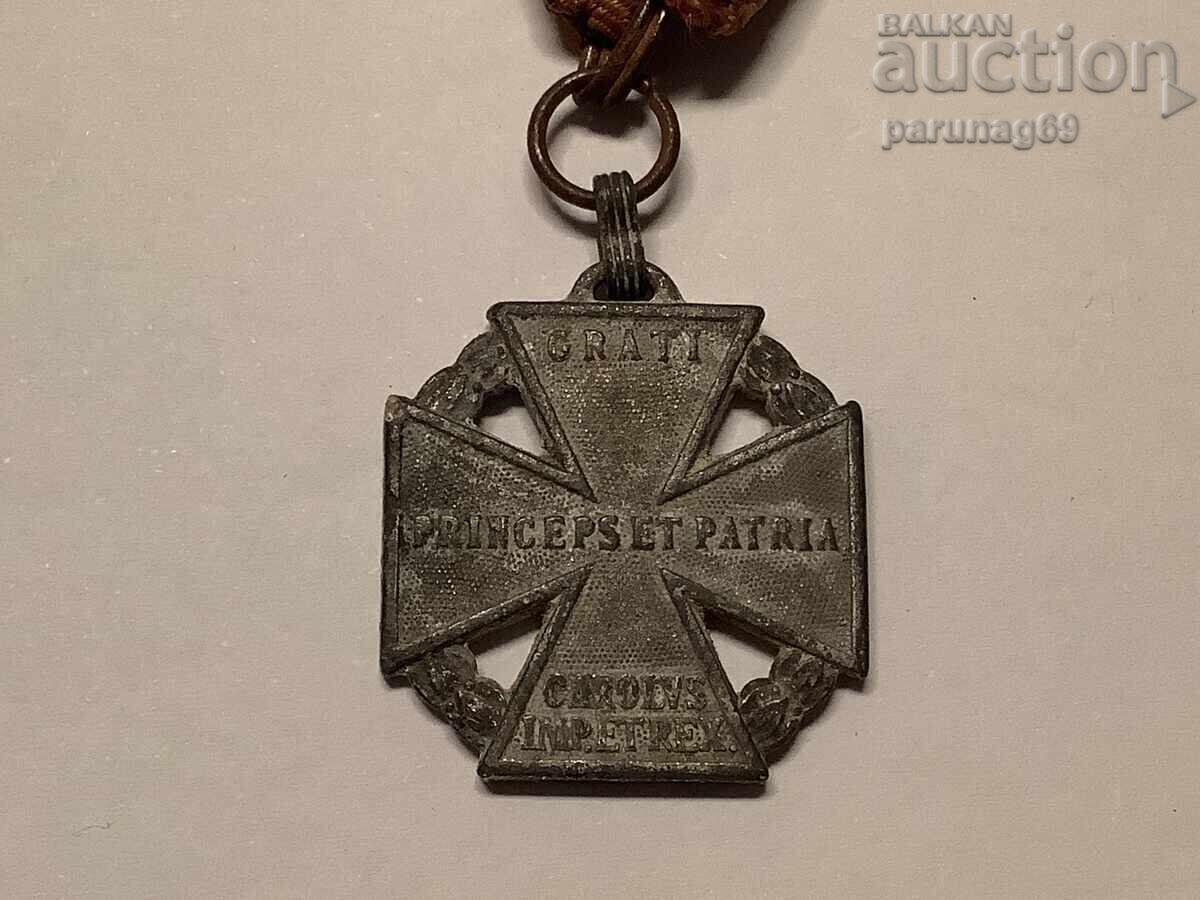 BALKAN
auction
parunag69
GRATI
PRINCEPS ET PATRIA
CAROLVS
IMP. ET REX.